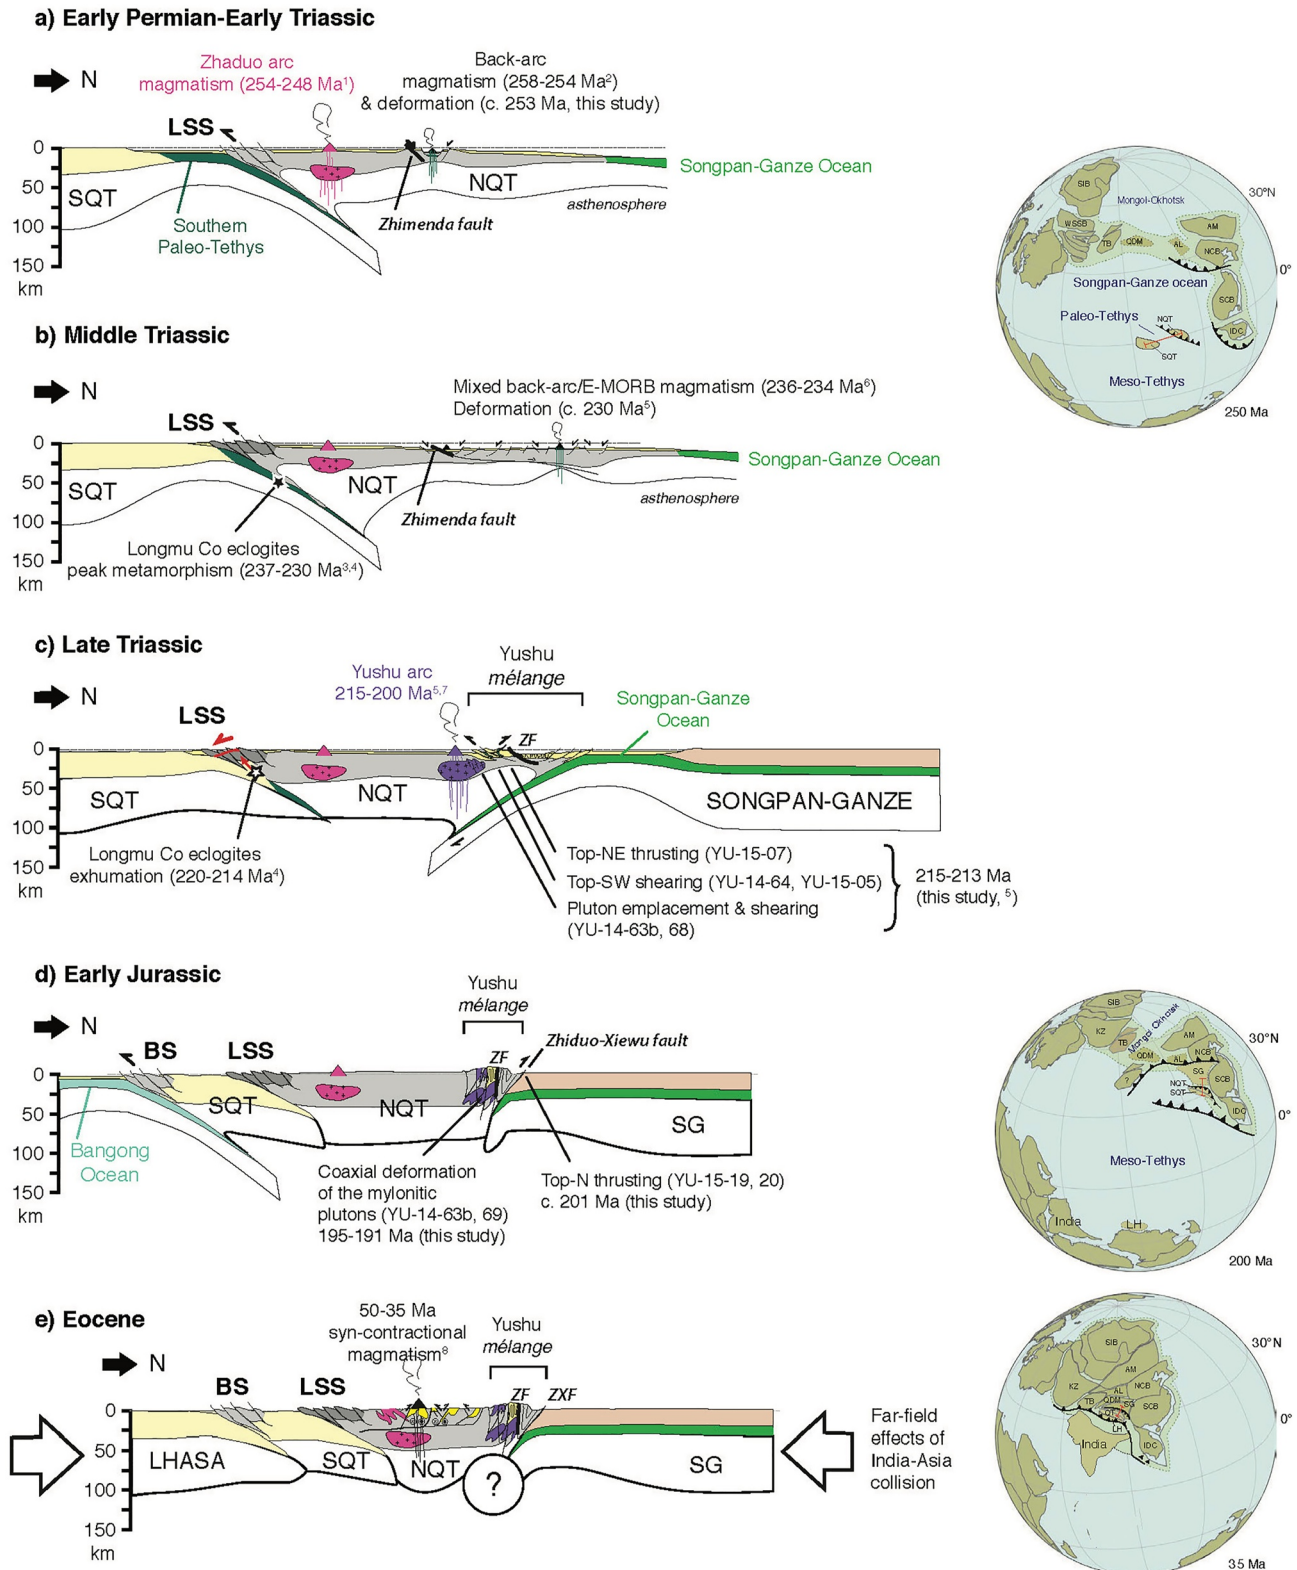 a) Early Permian-Early Triassic
N
Zhaduo arc
magmatism (254-248 Ma¹)
Back-arc
magmatism (258-254 Ma²)
& deformation (c. 253 Ma, this study)
LSS
0
50
100
150
km
SQT
Southern
Paleo-Tethys
Zhimenda fault
NQT
asthenosphere
Songpan-Ganze Ocean
SIB
Mongol-Okhotsk
30°N
WSSB
TB
QDM
AL
AM
NCB
0°
Songpan-Ganze ocean
SCB
Paleo-Tethys
NQT
IDC
SQT
Meso-Tethys
250 Ma
b) Middle Triassic
N
Mixed back-arc/E-MORB magmatism (236-234 Ma⁶)
Deformation (c. 230 Ma⁵)
LSS
0
50
100
150
km
SQT
NQT
Songpan-Ganze Ocean
asthenosphere
Zhimenda fault
Longmu Co eclogites
peak metamorphism (237-230 Ma³,⁴)
c) Late Triassic
N
Yushu arc
215-200 Ma⁵,⁷
Yushu
mélange
Songpan-Ganze
Ocean
LSS
ZF
0
50
100
150
km
SQT
NQT
SONGPAN-GANZE
Longmu Co eclogites
exhumation (220-214 Ma⁴)
Top-NE thrusting (YU-15-07)
Top-SW shearing (YU-14-64, YU-15-05)
Pluton emplacement & shearing
(YU-14-63b, 68)
215-213 Ma
(this study, ⁵)
d) Early Jurassic
N
Yushu
mélange
BS
LSS
ZF
Zhiduo-Xiewu fault
0
50
100
150
km
SQT
NQT
SG
Bangong
Ocean
Coaxial deformation
of the mylonitic
plutons (YU-14-63b, 69)
195-191 Ma (this study)
Top-N thrusting (YU-15-19, 20)
c. 201 Ma (this study)
SIB
KZ
TB
Mongol-Okhotsk
QDM
AL
AM
NCB
30°N
?
SG
SCB
NQT
SQT
IDC
0°
Meso-Tethys
India
LH
200 Ma
e) Eocene
N
50-35 Ma
syn-contractional
magmatism⁸
Yushu
mélange
BS
LSS
ZF
ZXF
0
50
100
150
km
LHASA
SQT
NQT
?
SG
Far-field
effects of
India-Asia
collision
SIB
30°N
AM
KZ
AL
NCB
TB
QDM
SG
SCB
QT
LH
0°
India
IDC
35 Ma